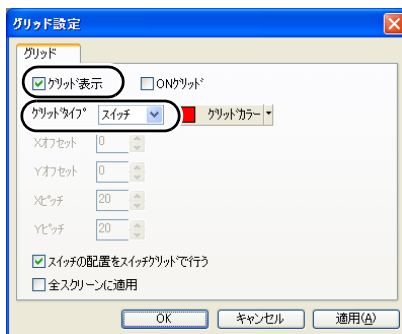 グリッド設定
グリッド
グリッド表示 ONグリッド
グリッドタイプ スイッチ グリッドカラー
Xオフセット 0
Yオフセット 0
Xピッチ 20
Yピッチ 20
スイッチの配置をスイッチグリッドで行う
全スクリーンに適用
OK キャンセル 適用(A)